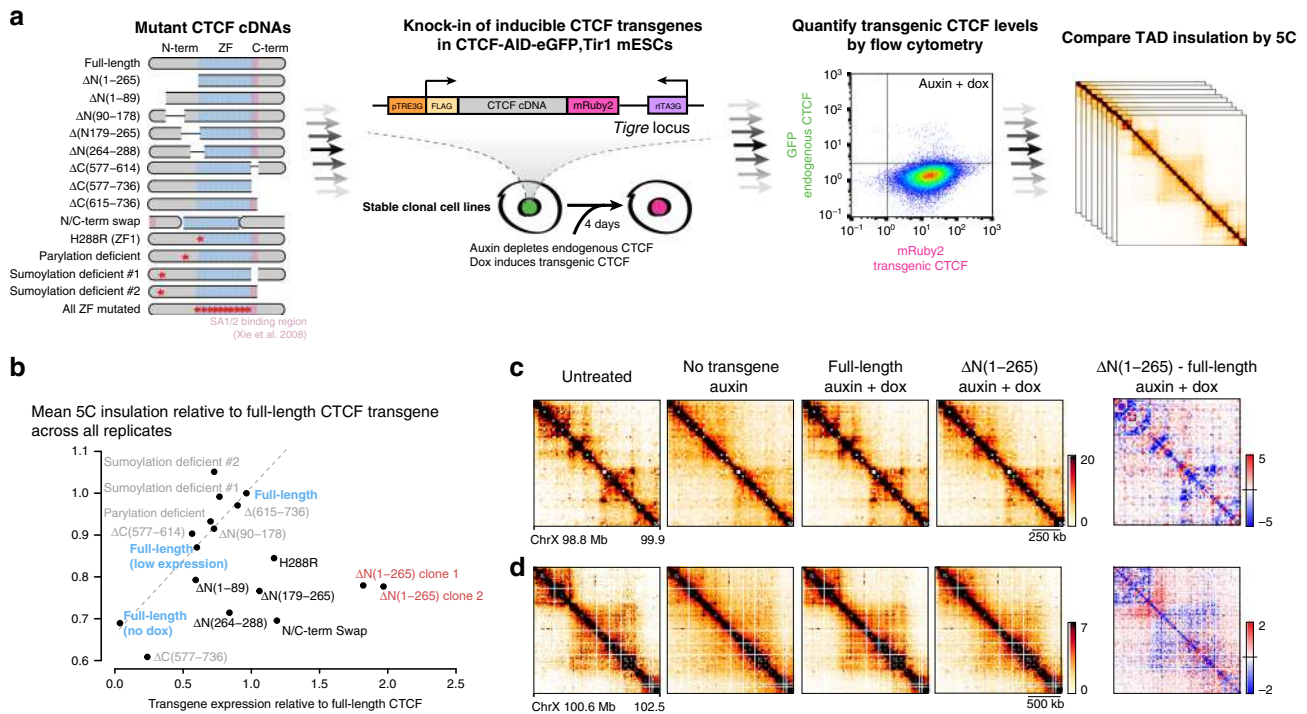 a
Mutant CTCF cDNAs
N-term ZF C-term
Full-length
ΔN(1–265)
ΔN(1–89)
ΔN(90–178)
Δ(N179–265)
ΔN(264–288)
ΔC(577–614)
ΔC(577–736)
ΔC(615–736)
N/C-term swap
H288R (ZF1)
Parylation deficient
Sumoylation deficient #1
Sumoylation deficient #2
All ZF mutated
SA1/2 binding region
(Xie et al. 2008)
Knock-in of inducible CTCF transgenes
in CTCF-AID-eGFP,Tir1 mESCs
pTRE3G FLAG CTCF cDNA mRuby2 rtTA3G
Tigre locus
Stable clonal cell lines
4 days
Auxin depletes endogenous CTCF
Dox induces transgenic CTCF
Quantify transgenic CTCF levels
by flow cytometry
Auxin + dox
GFP
endogenous CTCF
10³
10²
10¹
10⁰
10⁻¹
10⁻¹ 10⁰ 10¹ 10² 10³
mRuby2
transgenic CTCF
Compare TAD insulation by 5C
b
Mean 5C insulation relative to full-length CTCF transgene
across all replicates
1.1
1.0
0.9
0.8
0.7
0.6
Sumoylation deficient #2
Sumoylation deficient #1
Full-length
Parylation deficient
Δ(615–736)
ΔC(577–614)
ΔN(90–178)
Full-length
(low expression)
H288R
ΔN(1–89)
ΔN(179–265)
ΔN(1–265) clone 1
ΔN(1–265) clone 2
Full-length
(no dox)
ΔN(264–288)
N/C-term Swap
ΔC(577–736)
0.0 0.5 1.0 1.5 2.0 2.5
Transgene expression relative to full-length CTCF
c
Untreated
No transgene
auxin
Full-length
auxin + dox
ΔN(1–265)
auxin + dox
ΔN(1–265) - full-length
auxin + dox
20
0
5
−5
ChrX 98.8 Mb 99.9
250 kb
d
7
0
2
−2
ChrX 100.6 Mb 102.5
500 kb